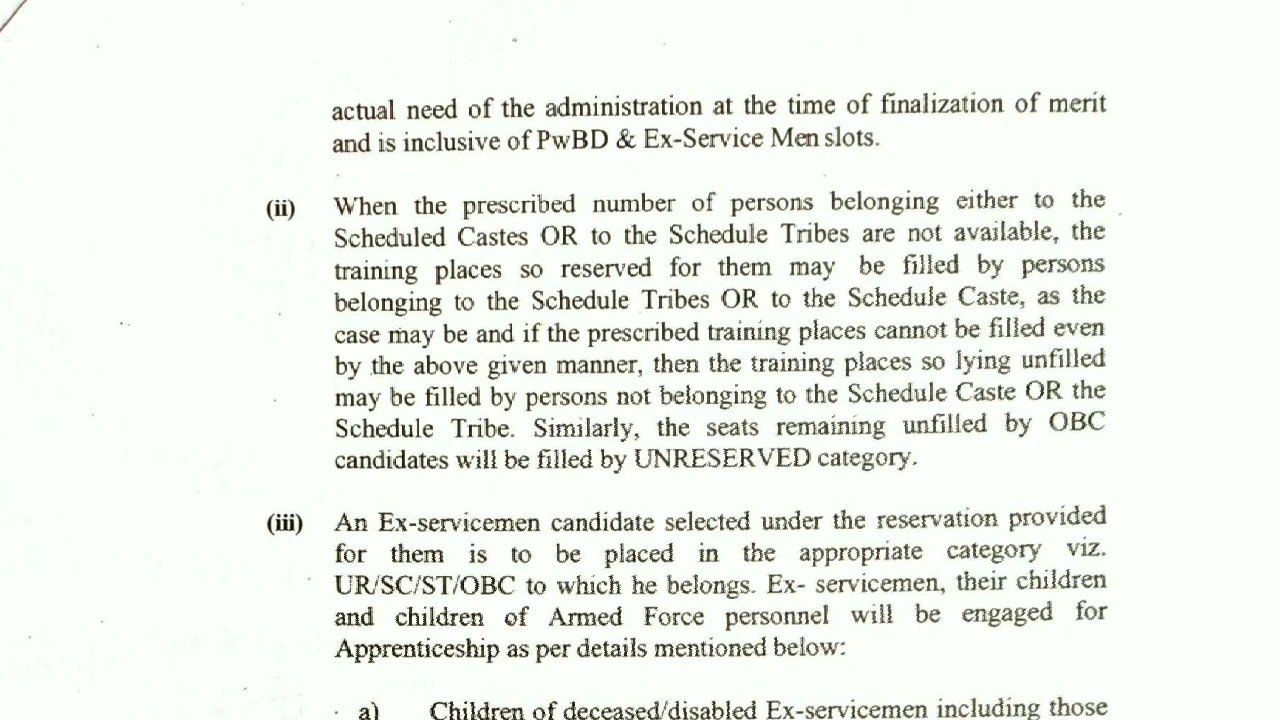 actual need of the administration at the time of finalization of merit
and is inclusive of PwBD & Ex-Service Men slots.
(ii) When the prescribed number of persons belonging either to the
Scheduled Castes OR to the Schedule Tribes are not available, the
training places so reserved for them may be filled by persons
belonging to the Schedule Tribes OR to the Schedule Caste, as the
case may be and if the prescribed training places cannot be filled even
by the above given manner, then the training places so lying unfilled
may be filled by persons not belonging to the Schedule Caste OR the
Schedule Tribe. Similarly, the seats remaining unfilled by OBC
candidates will be filled by UNRESERVED category.
(iii) An Ex-servicemen candidate selected under the reservation provided
for them is to be placed in the appropriate category viz.
UR/SC/ST/OBC to which he belongs. Ex- servicemen, their children
and children of Armed Force personnel will be engaged for
Apprenticeship as per details mentioned below:
a) Children of deceased/disabled Ex-servicemen including those